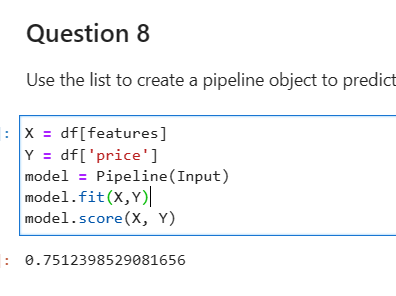 Question 8
Use the list to create a pipeline object to predict
]: X = df[features]
Y = df['price']
model = Pipeline(Input)
model.fit(X,Y)
model.score(X, Y)
]: 0.7512398529081656